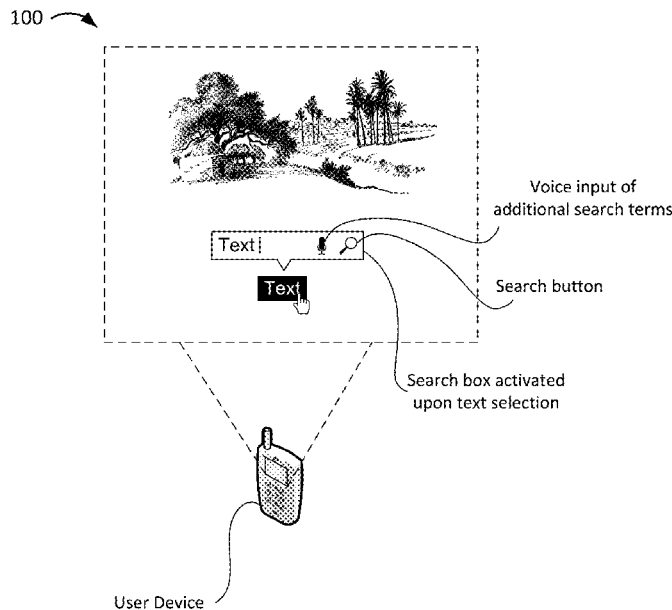 100
Voice input of
additional search terms
Text
Search button
Text
Search box activated
upon text selection
User Device